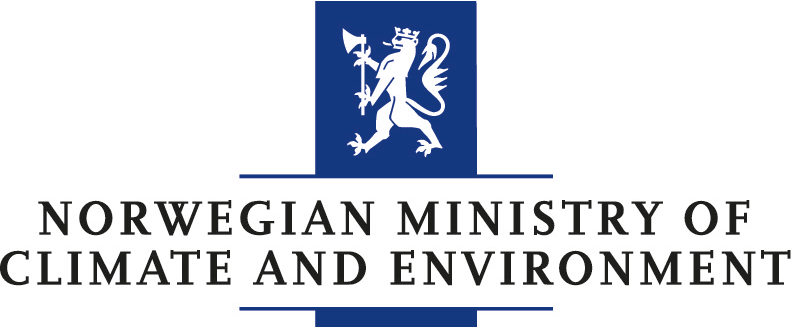 NORWEGIAN MINISTRY OF
CLIMATE AND ENVIRONMENT